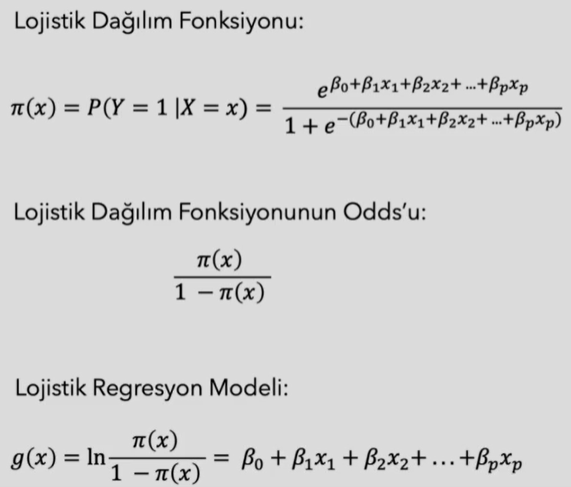 Lojistik Dağılım Fonksiyonu:
π(x) = P(Y = 1 |X = x) = e^{β₀+β₁x₁+β₂x₂+ …+βₚxₚ} / 1 + e^{−(β₀+β₁x₁+β₂x₂+ …+βₚxₚ)}
Lojistik Dağılım Fonksiyonunun Odds’u:
π(x) / 1 − π(x)
Lojistik Regresyon Modeli:
g(x) = ln π(x) / 1 − π(x) = β₀ + β₁x₁ + β₂x₂+ … +βₚxₚ